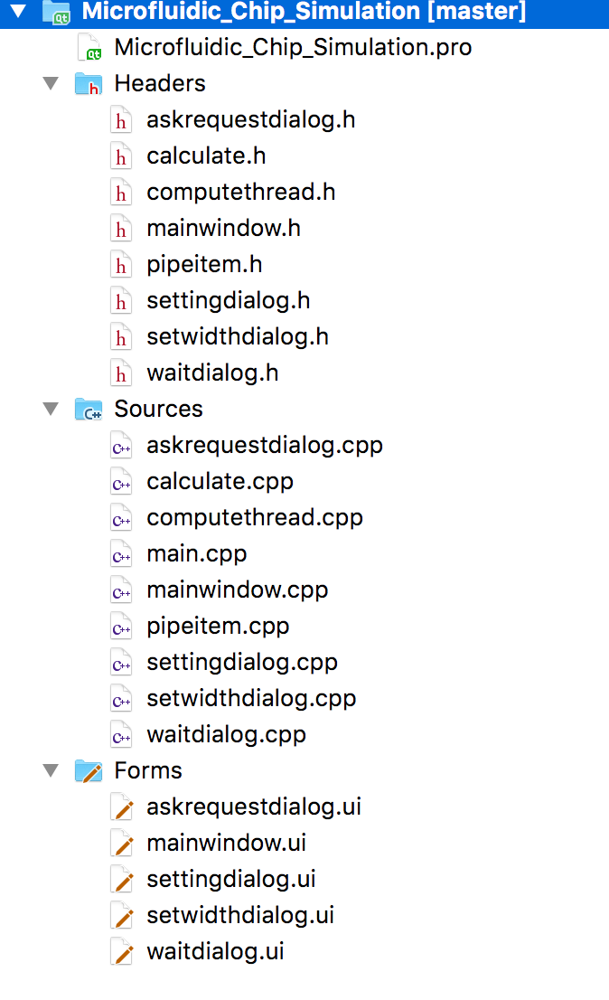 Microfluidic_Chip_Simulation [master]
Microfluidic_Chip_Simulation.pro
Headers
askrequestdialog.h
calculate.h
computethread.h
mainwindow.h
pipeitem.h
settingdialog.h
setwidthdialog.h
waitdialog.h
Sources
askrequestdialog.cpp
calculate.cpp
computethread.cpp
main.cpp
mainwindow.cpp
pipeitem.cpp
settingdialog.cpp
setwidthdialog.cpp
waitdialog.cpp
Forms
askrequestdialog.ui
mainwindow.ui
settingdialog.ui
setwidthdialog.ui
waitdialog.ui